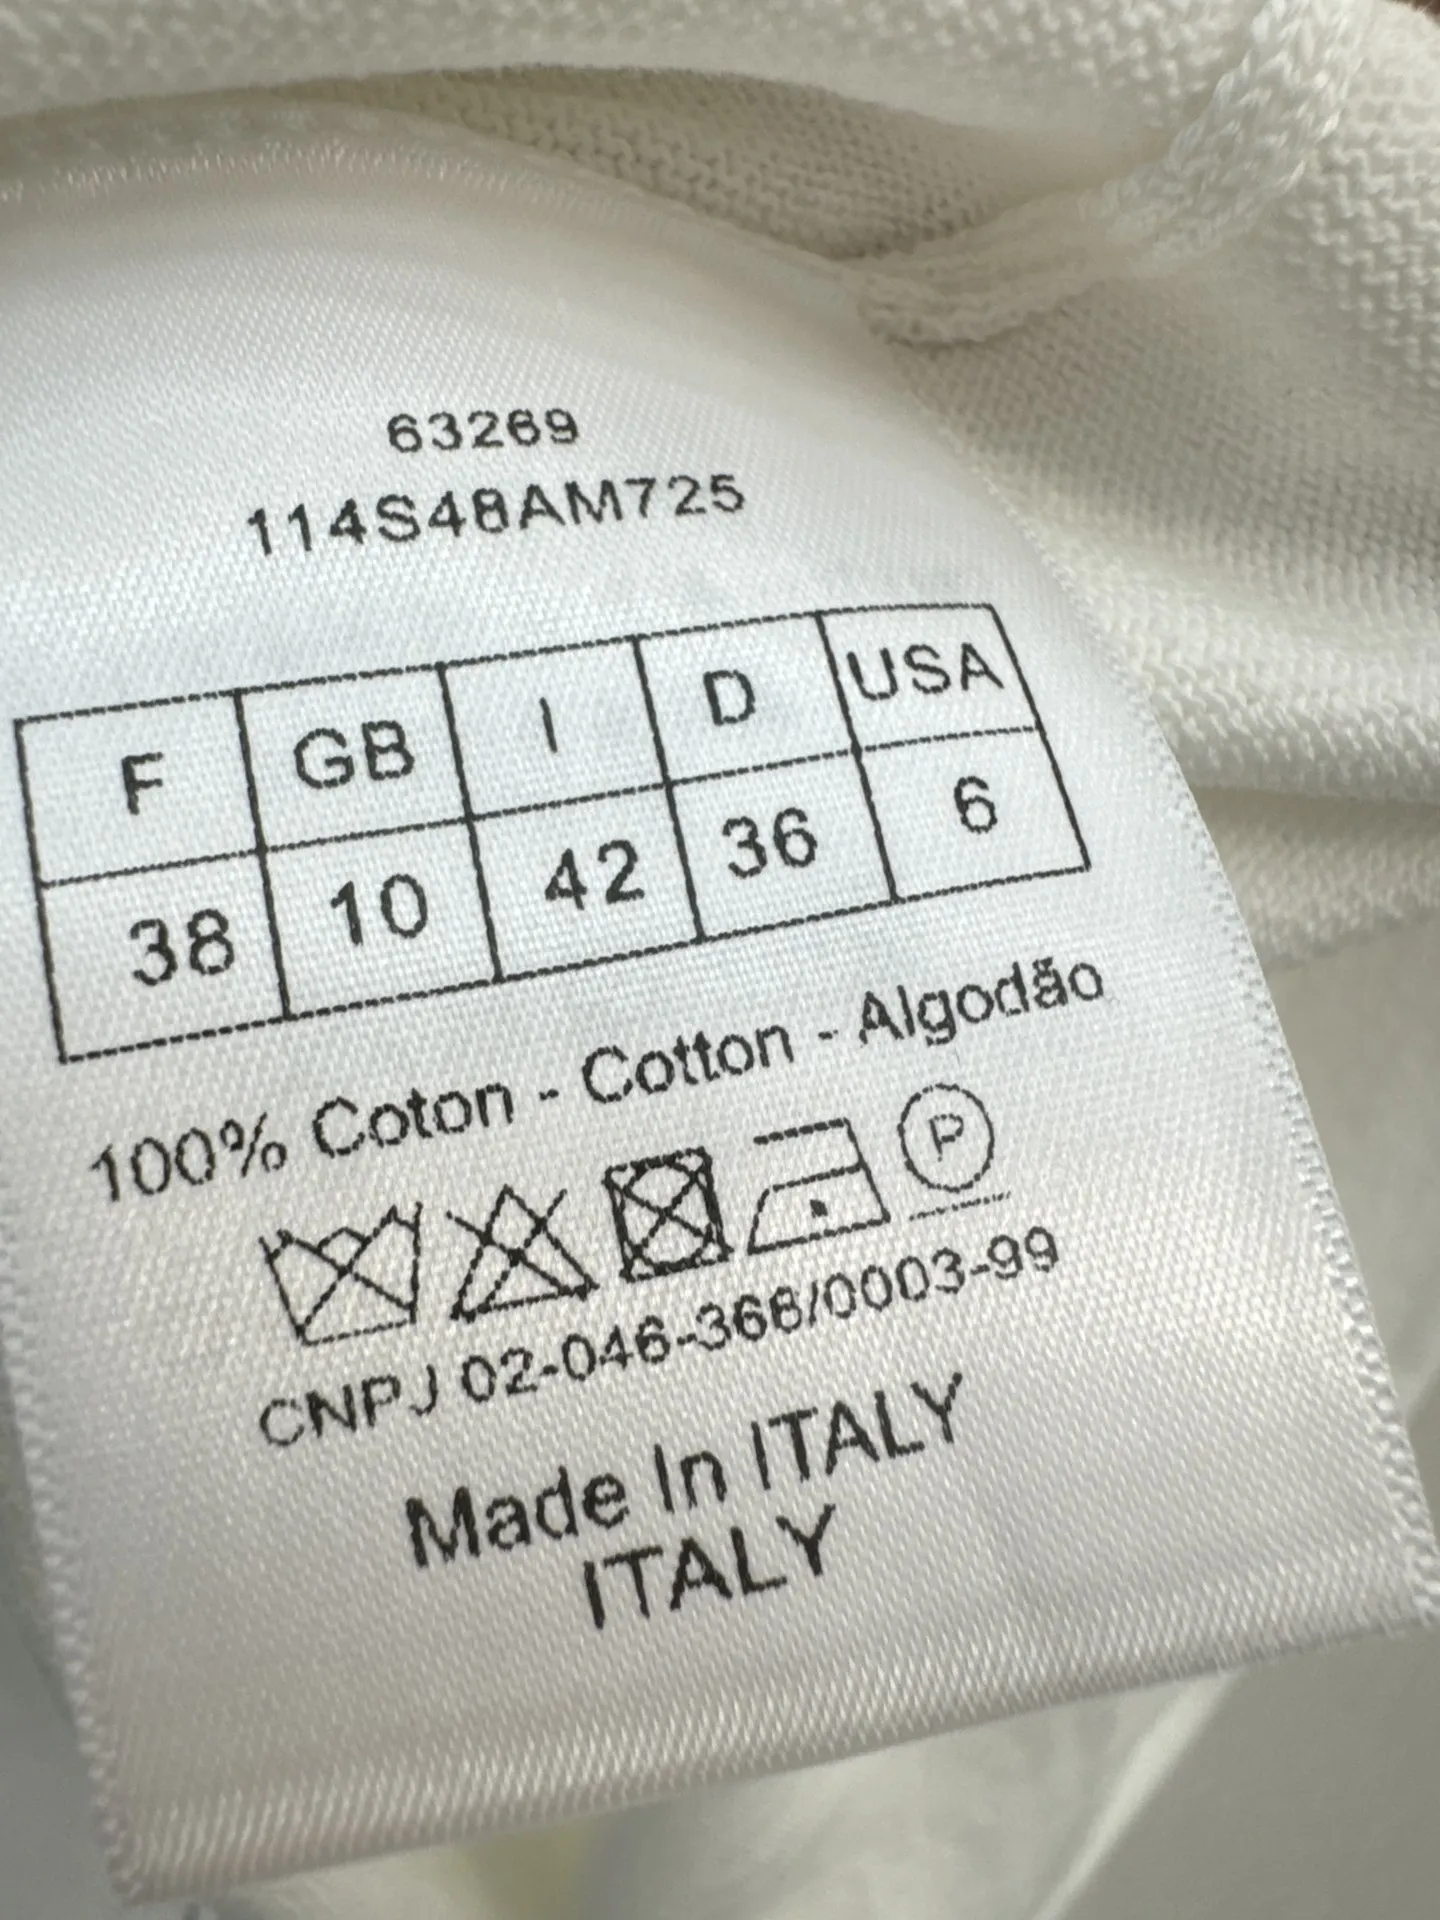 63269
114S48AM725
F GB I D USA
38 10 42 36 6
100% Coton - Cotton - Algodão
P
CNPJ 02-046-366/0003-99
Made In ITALY
ITALY